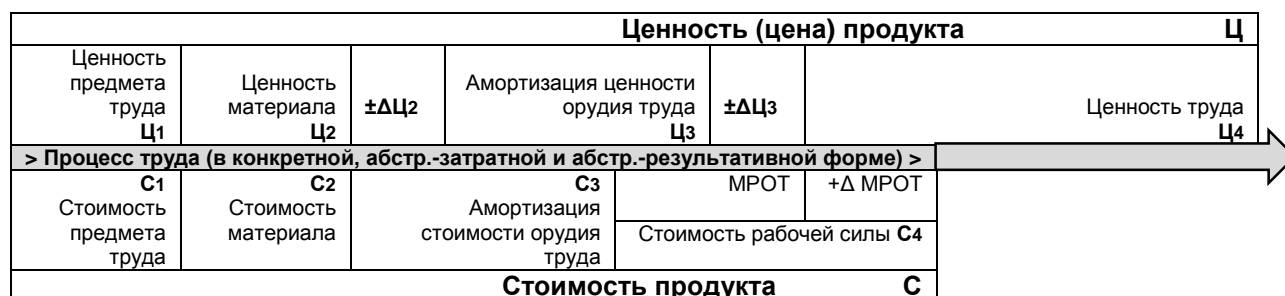 Ценность (цена) продукта Ц
Ценность предмета труда Ц1
Ценность материала Ц2
±ΔЦ2
Амортизация ценности орудия труда Ц3
±ΔЦ3
Ценность труда Ц4
> Процесс труда (в конкретной, абстр.-затратной и абстр.-результативной форме) >
С1 Стоимость предмета труда
С2 Стоимость материала
С3 Амортизация стоимости орудия труда
МРОТ
+Δ МРОТ
Стоимость рабочей силы С4
Стоимость продукта С